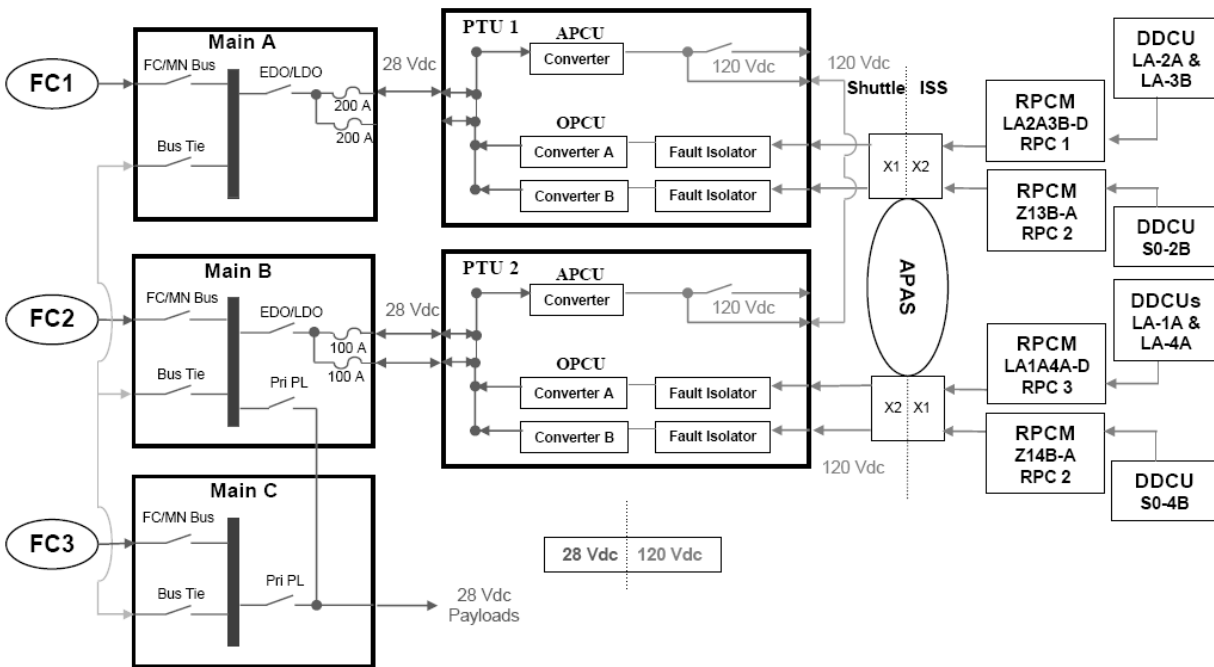 FC1
Main A
FC/MN Bus
EDO/LDO
200 A
200 A
Bus Tie
28 Vdc
PTU 1
APCU
Converter
120 Vdc
OPCU
Converter A
Fault Isolator
Converter B
Fault Isolator
120 Vdc
Shuttle
ISS
X1
X2
RPCM
LA2A3B-D
RPC 1
DDCU
LA-2A &
LA-3B
RPCM
Z13B-A
RPC 2
DDCU
S0-2B
APAS
FC2
Main B
FC/MN Bus
EDO/LDO
100 A
100 A
Bus Tie
Pri PL
28 Vdc
PTU 2
APCU
Converter
120 Vdc
OPCU
Converter A
Fault Isolator
Converter B
Fault Isolator
120 Vdc
X2
X1
RPCM
LA1A4A-D
RPC 3
DDCUs
LA-1A &
LA-4A
RPCM
Z14B-A
RPC 2
DDCU
S0-4B
FC3
Main C
FC/MN Bus
Bus Tie
Pri PL
28 Vdc
Payloads
28 Vdc
120 Vdc